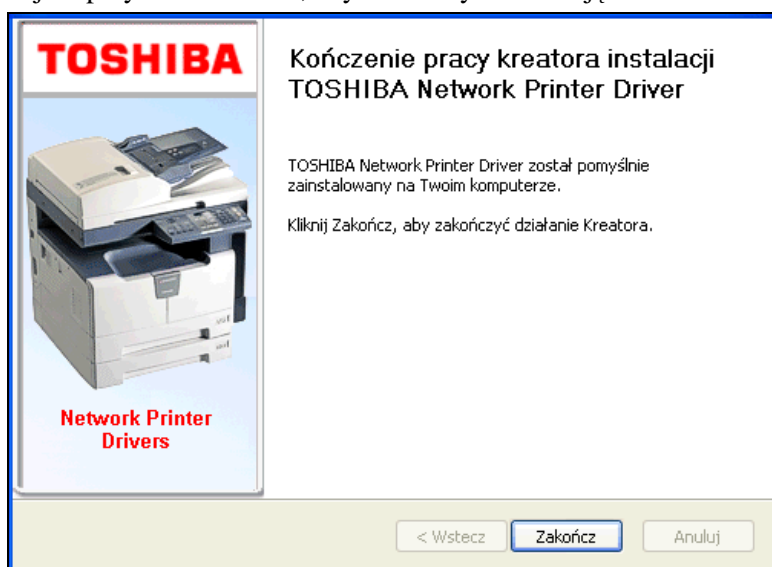 TOSHIBA
Kończenie pracy kreatora instalacji
TOSHIBA Network Printer Driver
TOSHIBA Network Printer Driver został pomyślnie
zainstalowany na Twoim komputerze.
Kliknij Zakończ, aby zakończyć działanie Kreatora.
Network Printer
Drivers
< Wstecz
Zakończ
Anuluj